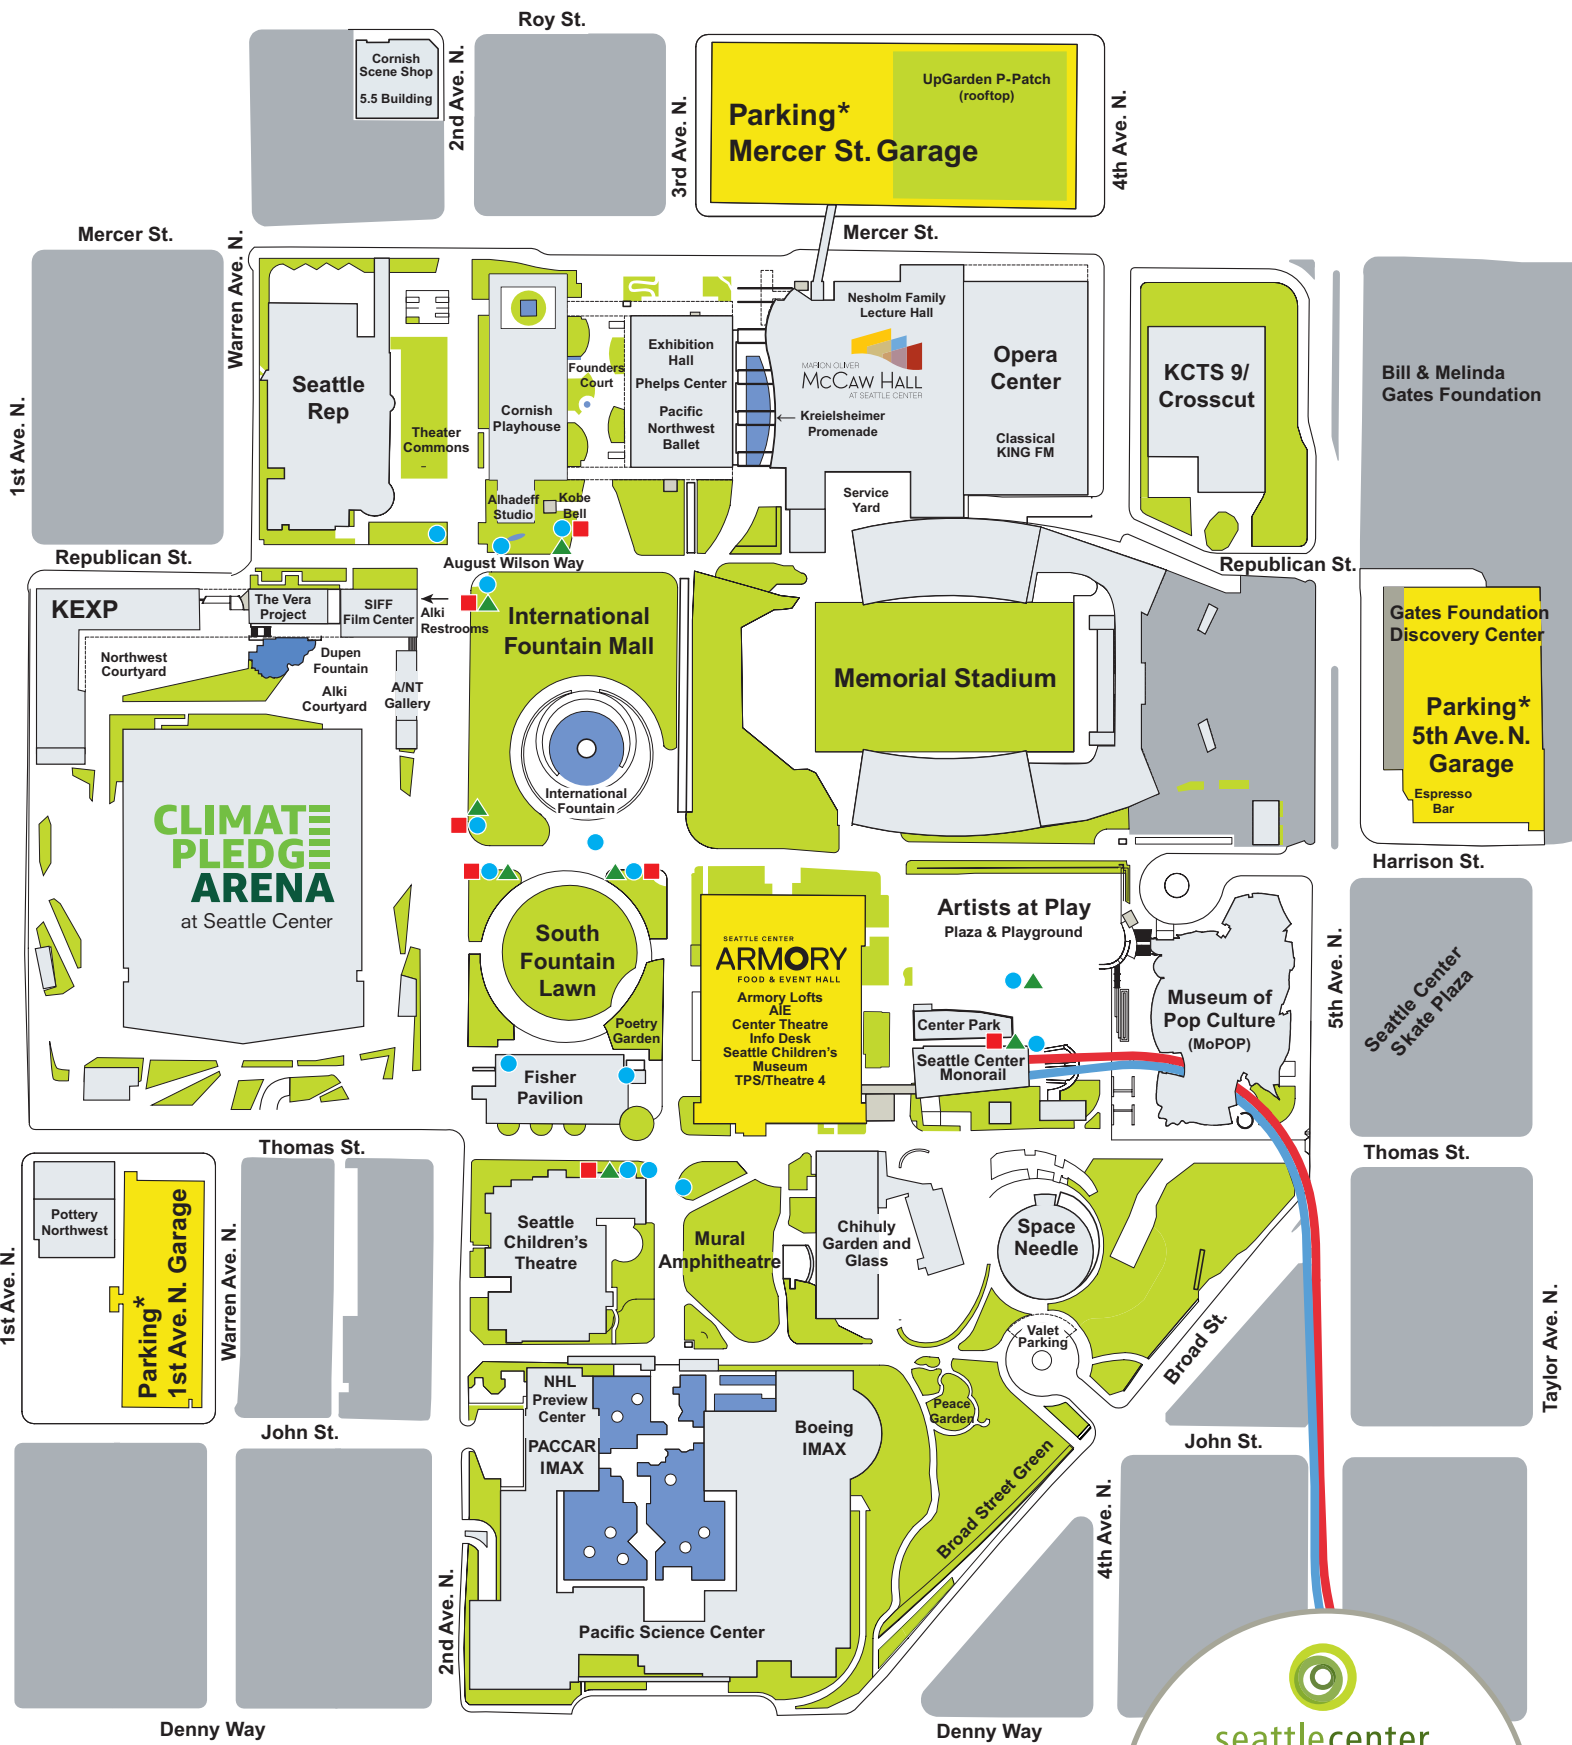 Roy St.
Cornish
Scene Shop
5.5 Building
2nd Ave. N.
3rd Ave. N.
UpGarden P-Patch
(rooftop)
Parking*
Mercer St. Garage
4th Ave. N.
Mercer St.
Mercer St.
Warren Ave. N.
1st Ave. N.
Seattle
Rep
Theater
Commons
Cornish
Playhouse
Founders
Court
Exhibition
Hall
Phelps Center
Pacific
Northwest
Ballet
Nesholm Family
Lecture Hall
MARION OLIVER
McCAW HALL
AT SEATTLE CENTER
Kreielsheimer
Promenade
Opera
Center
Classical
KING FM
KCTS 9/
Crosscut
Bill & Melinda
Gates Foundation
Alhadeff
Studio
Kobe
Bell
Service
Yard
Republican St.
August Wilson Way
Republican St.
KEXP
The Vera
Project
SIFF
Film Center
Alki
Restrooms
International
Fountain Mall
Northwest
Courtyard
Dupen
Fountain
Alki
Courtyard
A/NT
Gallery
Memorial Stadium
Gates Foundation
Discovery Center
Parking*
5th Ave. N.
Garage
Espresso
Bar
International
Fountain
CLIMATE
PLEDGE
ARENA
at Seattle Center
Harrison St.
South
Fountain
Lawn
Poetry
Garden
SEATTLE CENTER
ARMORY
FOOD & EVENT HALL
Armory Lofts
AIE
Center Theatre
Info Desk
Seattle Children's
Museum
TPS/Theatre 4
Artists at Play
Plaza & Playground
Center Park
Seattle Center
Monorail
Museum of
Pop Culture
(MoPOP)
5th Ave. N.
Seattle Center
Skate Plaza
Fisher
Pavilion
Thomas St.
Thomas St.
Pottery
Northwest
Parking*
1st Ave. N. Garage
1st Ave. N.
Warren Ave. N.
Seattle
Children's
Theatre
Mural
Amphitheatre
Chihuly
Garden and
Glass
Space
Needle
Valet
Parking
Broad St.
Taylor Ave. N.
John St.
NHL
Preview
Center
PACCAR
IMAX
Boeing
IMAX
Peace
Garden
Broad Street Green
John St.
4th Ave. N.
2nd Ave. N.
Pacific Science Center
Denny Way
Denny Way
seattlecenter